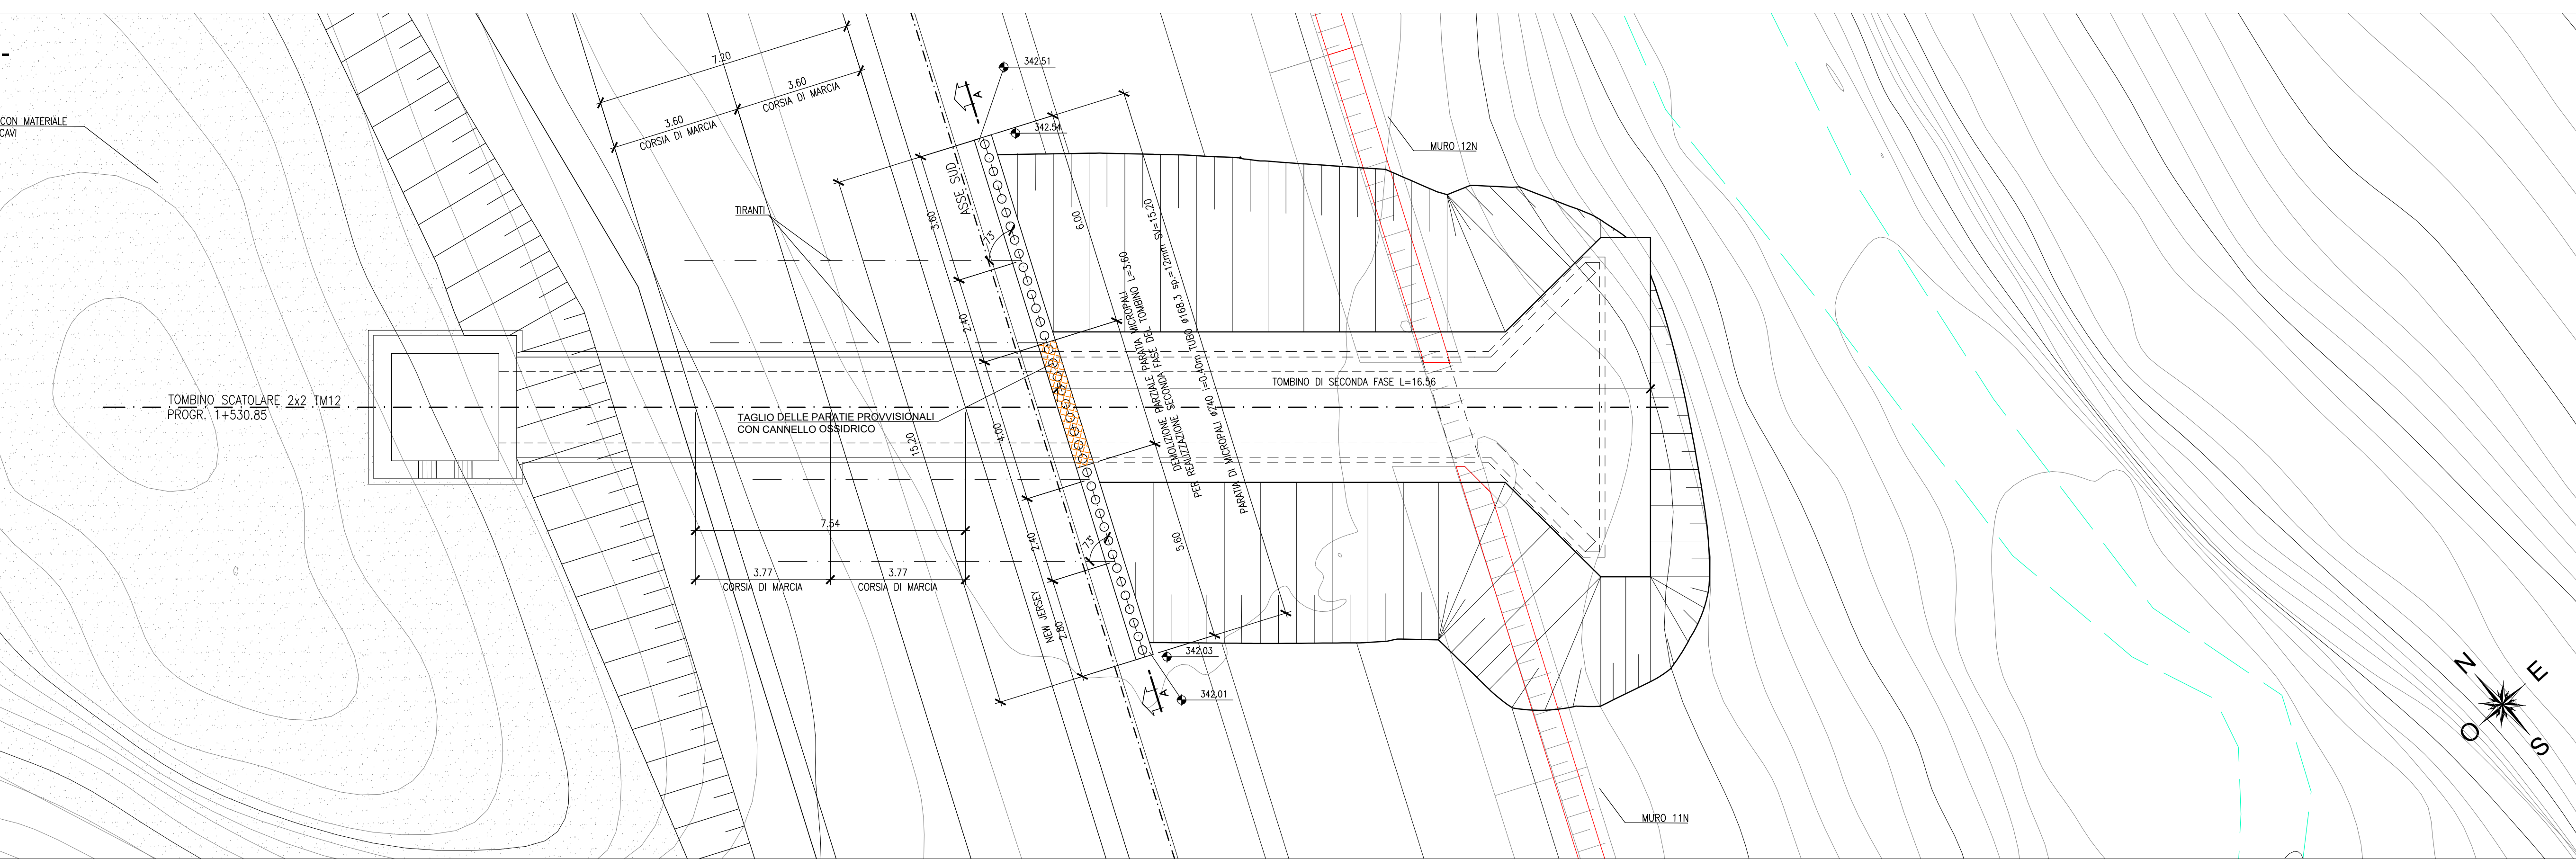 -
CON MATERIALE
CAVI
7.20
3.60
CORSIA DI MARCIA
3.60
CORSIA DI MARCIA
342.51
A
342.54
ASSE SUD
MURO 12N
TIRANTI
3.60
73°
6.00
2.40
DEMOLIZIONE PARZIALE PARATIA MICROPALI
PER REALIZZAZIONE SECONDA FASE DEL TOMBINO L=3.60
PARATIA DI MICROPALI ø240 i=0.40m TUBO ø168.3 sp.=12mm SV=15.20
TOMBINO DI SECONDA FASE L=16.56
TOMBINO SCATOLARE 2x2 TM12
PROGR. 1+530.85
TAGLIO DELLE PARATIE PROVVISIONALI
CON CANNELLO OSSIDRICO
4.00
15.20
7.54
2.40
73°
5.60
3.77
CORSIA DI MARCIA
3.77
CORSIA DI MARCIA
NEW JERSEY
2.80
342.03
A
342.01
MURO 11N
N
E
O
S